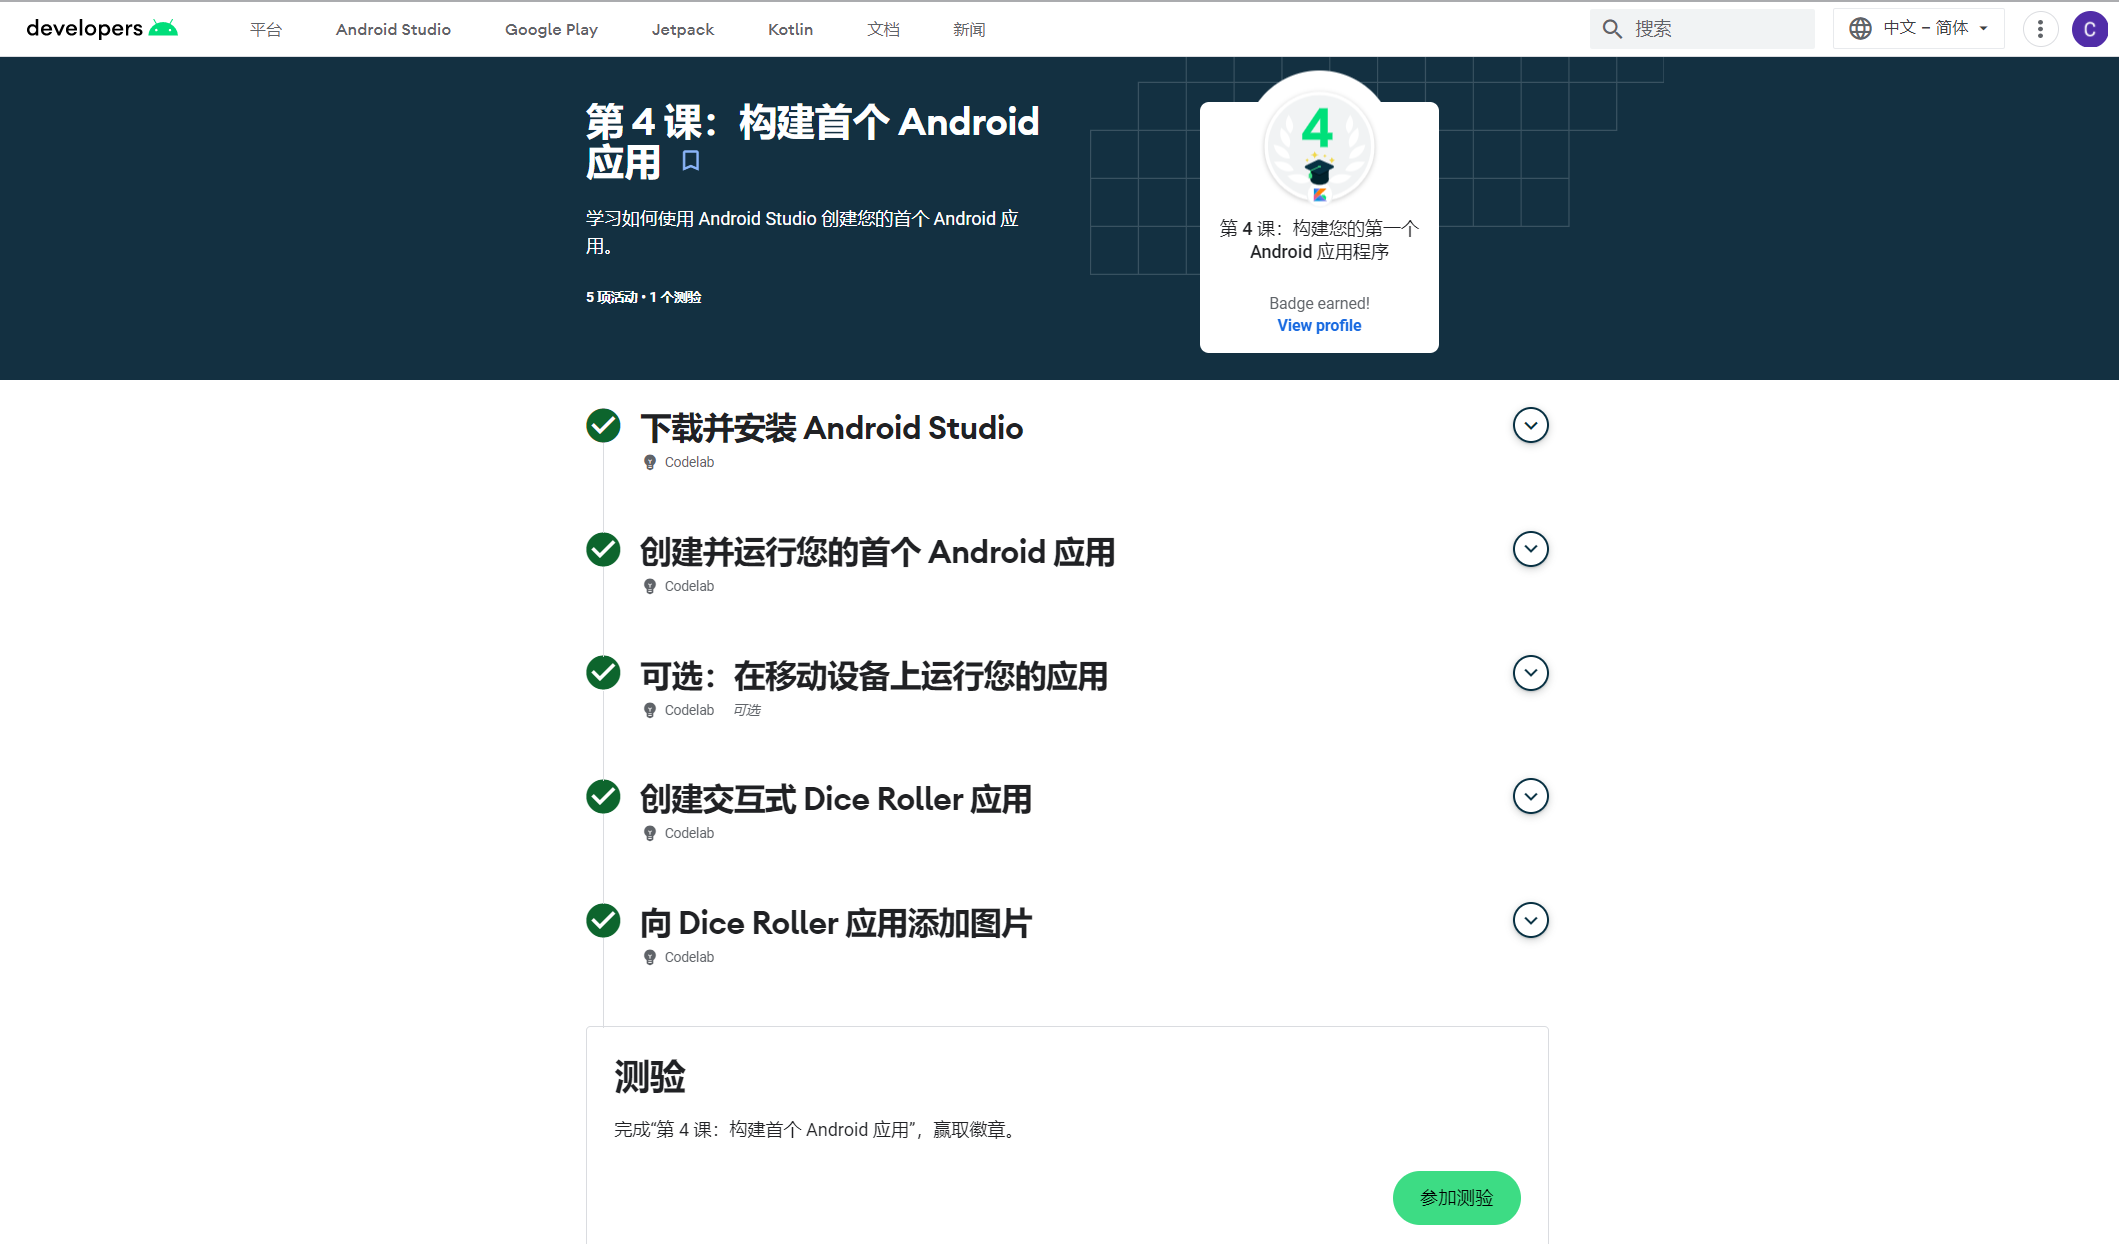 developers
平台
Android Studio
Google Play
Jetpack
Kotlin
文档
新闻
搜索
中文 – 简体
C
第 4 课：构建首个 Android
应用
学习如何使用 Android Studio 创建您的首个 Android 应
用。
5 项活动 • 1 个测验
4
第 4 课：构建您的第一个
Android 应用程序
Badge earned!
View profile
下载并安装 Android Studio
Codelab
创建并运行您的首个 Android 应用
Codelab
可选：在移动设备上运行您的应用
Codelab 可选
创建交互式 Dice Roller 应用
Codelab
向 Dice Roller 应用添加图片
Codelab
测验
完成“第 4 课：构建首个 Android 应用”，赢取徽章。
参加测验